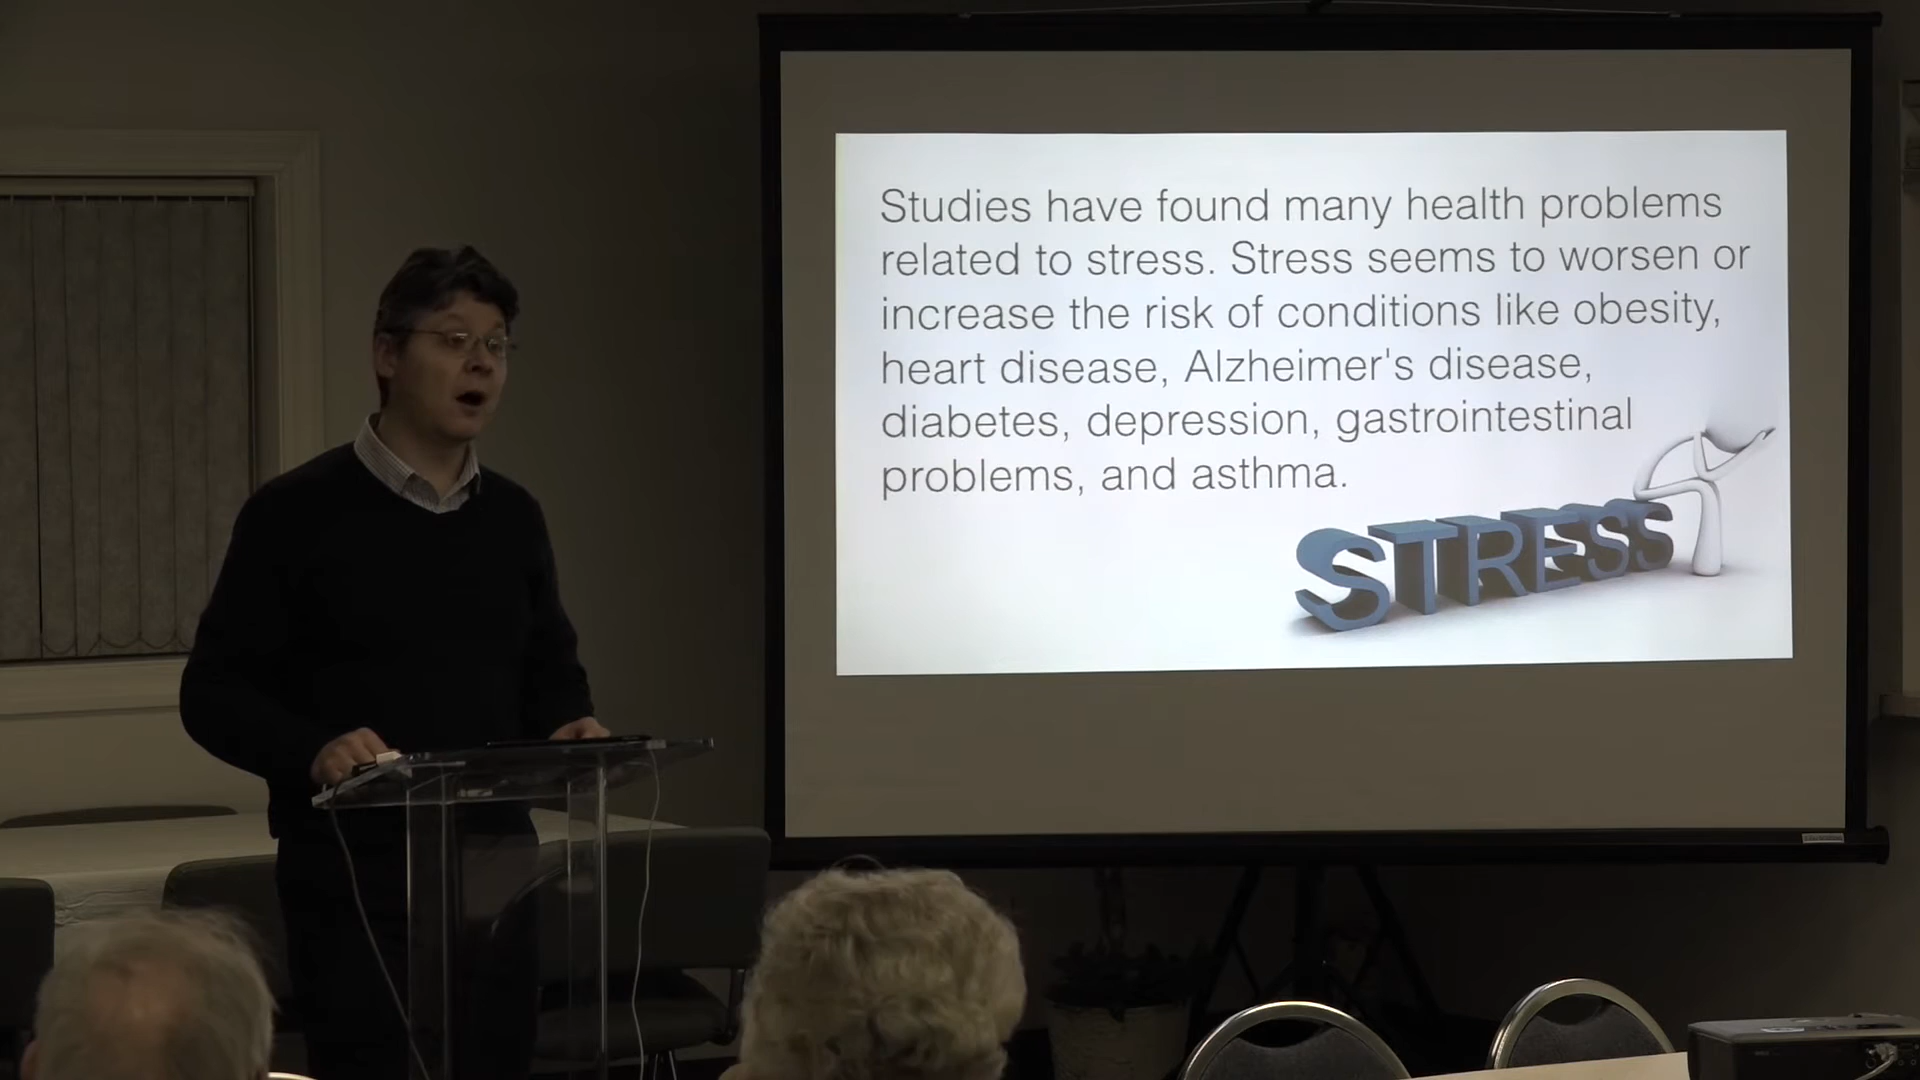 Studies have found many health problems
related to stress. Stress seems to worsen or
increase the risk of conditions like obesity,
heart disease, Alzheimer's disease,
diabetes, depression, gastrointestinal
problems, and asthma.
STRESS